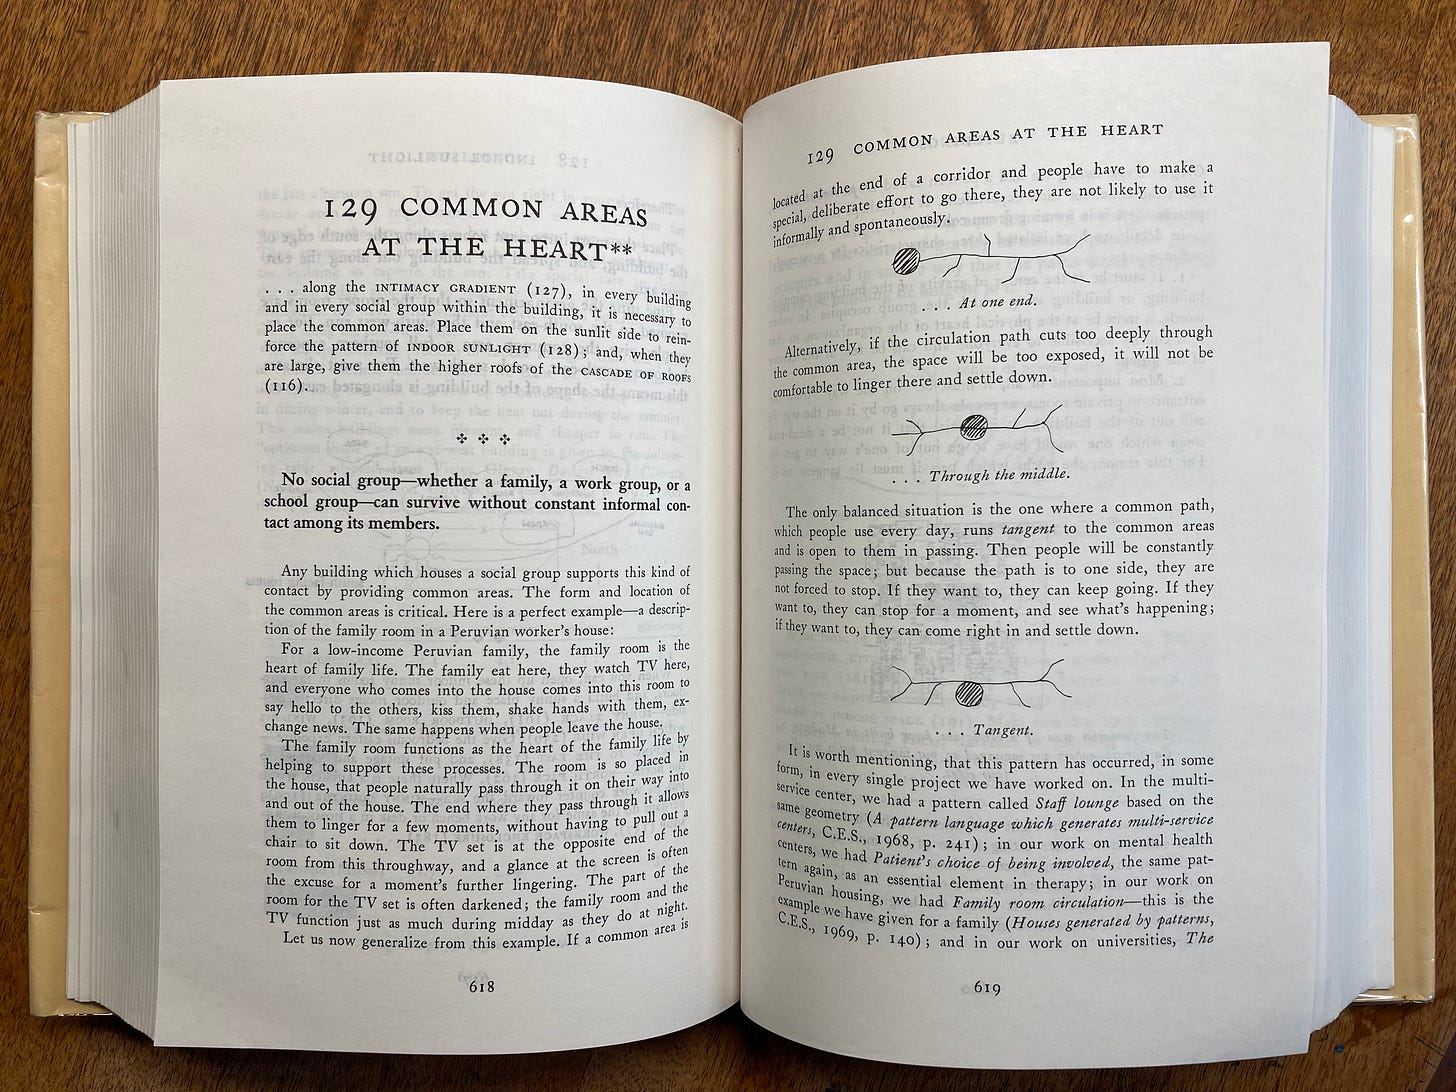 129 COMMON AREAS
AT THE HEART**
. . . along the INTIMACY GRADIENT (127), in every building
and in every social group within the building, it is necessary to
place the common areas. Place them on the sunlit side to rein-
force the pattern of INDOOR SUNLIGHT (128); and, when they
are large, give them the higher roofs of the CASCADE OF ROOFS
(116).
No social group—whether a family, a work group, or a
school group—can survive without constant informal con-
tact among its members.
Any building which houses a social group supports this kind of
contact by providing common areas. The form and location of
the common areas is critical. Here is a perfect example—a descrip-
tion of the family room in a Peruvian worker's house:
For a low-income Peruvian family, the family room is the
heart of family life. The family eat here, they watch TV here,
and everyone who comes into the house comes into this room to
say hello to the others, kiss them, shake hands with them, ex-
change news. The same happens when people leave the house.
The family room functions as the heart of the family life by
helping to support these processes. The room is so placed in
the house, that people naturally pass through it on their way into
and out of the house. The end where they pass through it allows
them to linger for a few moments, without having to pull out a
chair to sit down. The TV set is at the opposite end of the
room from this throughway, and a glance at the screen is often
the excuse for a moment's further lingering. The part of the
room for the TV set is often darkened; the family room and the
TV function just as much during midday as they do at night.
Let us now generalize from this example. If a common area is
618
129 COMMON AREAS AT THE HEART
located at the end of a corridor and people have to make a
special, deliberate effort to go there, they are not likely to use it
informally and spontaneously.
. . . At one end.
Alternatively, if the circulation path cuts too deeply through
the common area, the space will be too exposed, it will not be
comfortable to linger there and settle down.
. . . Through the middle.
The only balanced situation is the one where a common path,
which people use every day, runs tangent to the common areas
and is open to them in passing. Then people will be constantly
passing the space; but because the path is to one side, they are
not forced to stop. If they want to, they can keep going. If they
want to, they can stop for a moment, and see what's happening;
if they want to, they can come right in and settle down.
. . . Tangent.
It is worth mentioning, that this pattern has occurred, in some
form, in every single project we have worked on. In the multi-
service center, we had a pattern called Staff lounge based on the
same geometry (A pattern language which generates multi-service
centers, C.E.S., 1968, p. 241); in our work on mental health
centers, we had Patient's choice of being involved, the same pat-
tern again, as an essential element in therapy; in our work on
Peruvian housing, we had Family room circulation—this is the
example we have given for a family (Houses generated by patterns,
C.E.S., 1969, p. 140); and in our work on universities, The
619